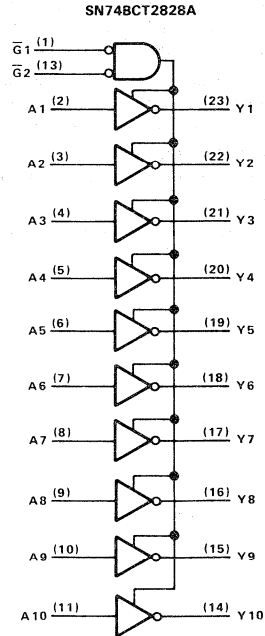 SN74BCT2828A
G̅1 (1)
G̅2 (13)
A1 (2) (23) Y1
A2 (3) (22) Y2
A3 (4) (21) Y3
A4 (5) (20) Y4
A5 (6) (19) Y5
A6 (7) (18) Y6
A7 (8) (17) Y7
A8 (9) (16) Y8
A9 (10) (15) Y9
A10 (11) (14) Y10